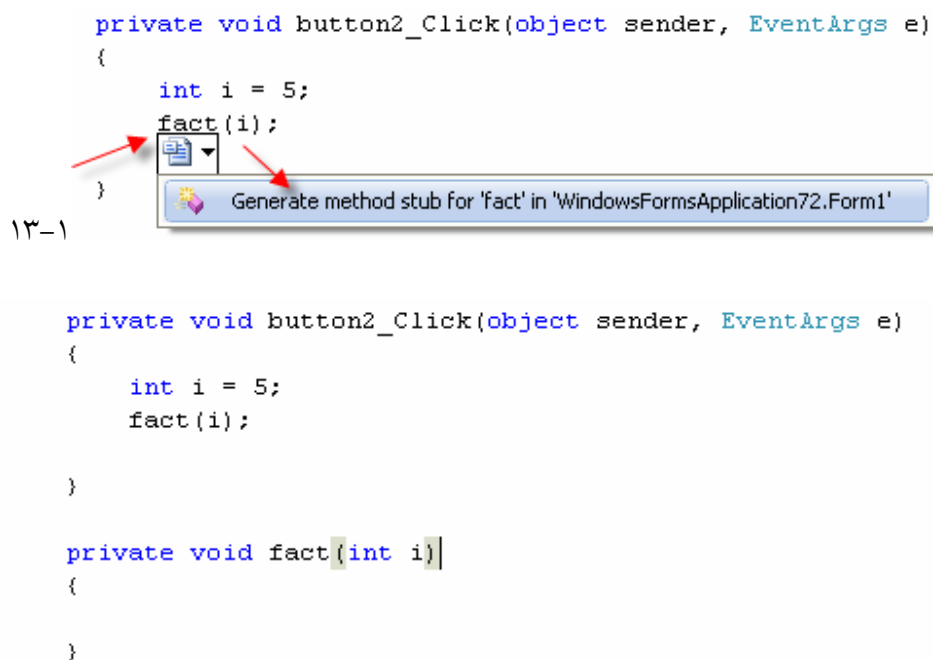 private void button2_Click(object sender, EventArgs e)
{
int i = 5;
fact(i);
}
Generate method stub for 'fact' in 'WindowsFormsApplication72.Form1'
۱۳-۱
private void button2_Click(object sender, EventArgs e)
{
int i = 5;
fact(i);
}
private void fact(int i)
{
}